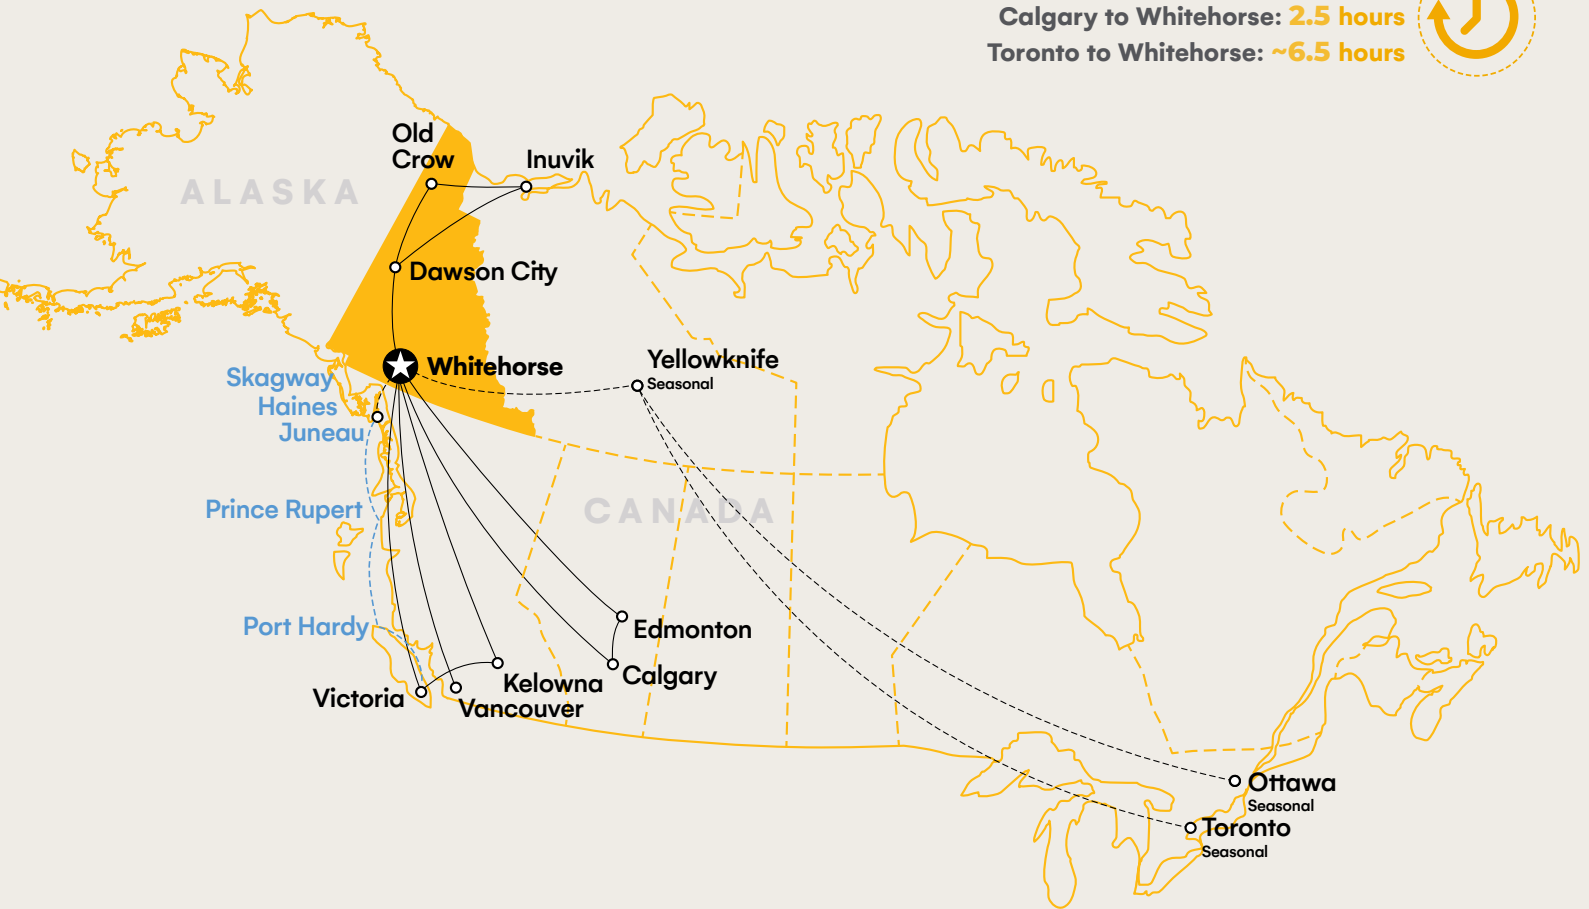 Calgary to Whitehorse: 2.5 hours
Toronto to Whitehorse: ~6.5 hours
Old
Crow
Inuvik
ALASKA
Dawson City
Whitehorse
Yellowknife
Seasonal
Skagway
Haines
Juneau
Prince Rupert
CANADA
Port Hardy
Edmonton
Calgary
Kelowna
Victoria
Vancouver
Ottawa
Seasonal
Toronto
Seasonal